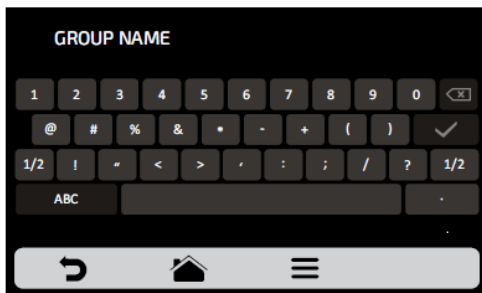 GROUP NAME
1 2 3 4 5 6 7 8 9 0
@ # % & • - + ( )
1/2 ! “ < > ‘ : ; / ? 1/2
ABC .
.